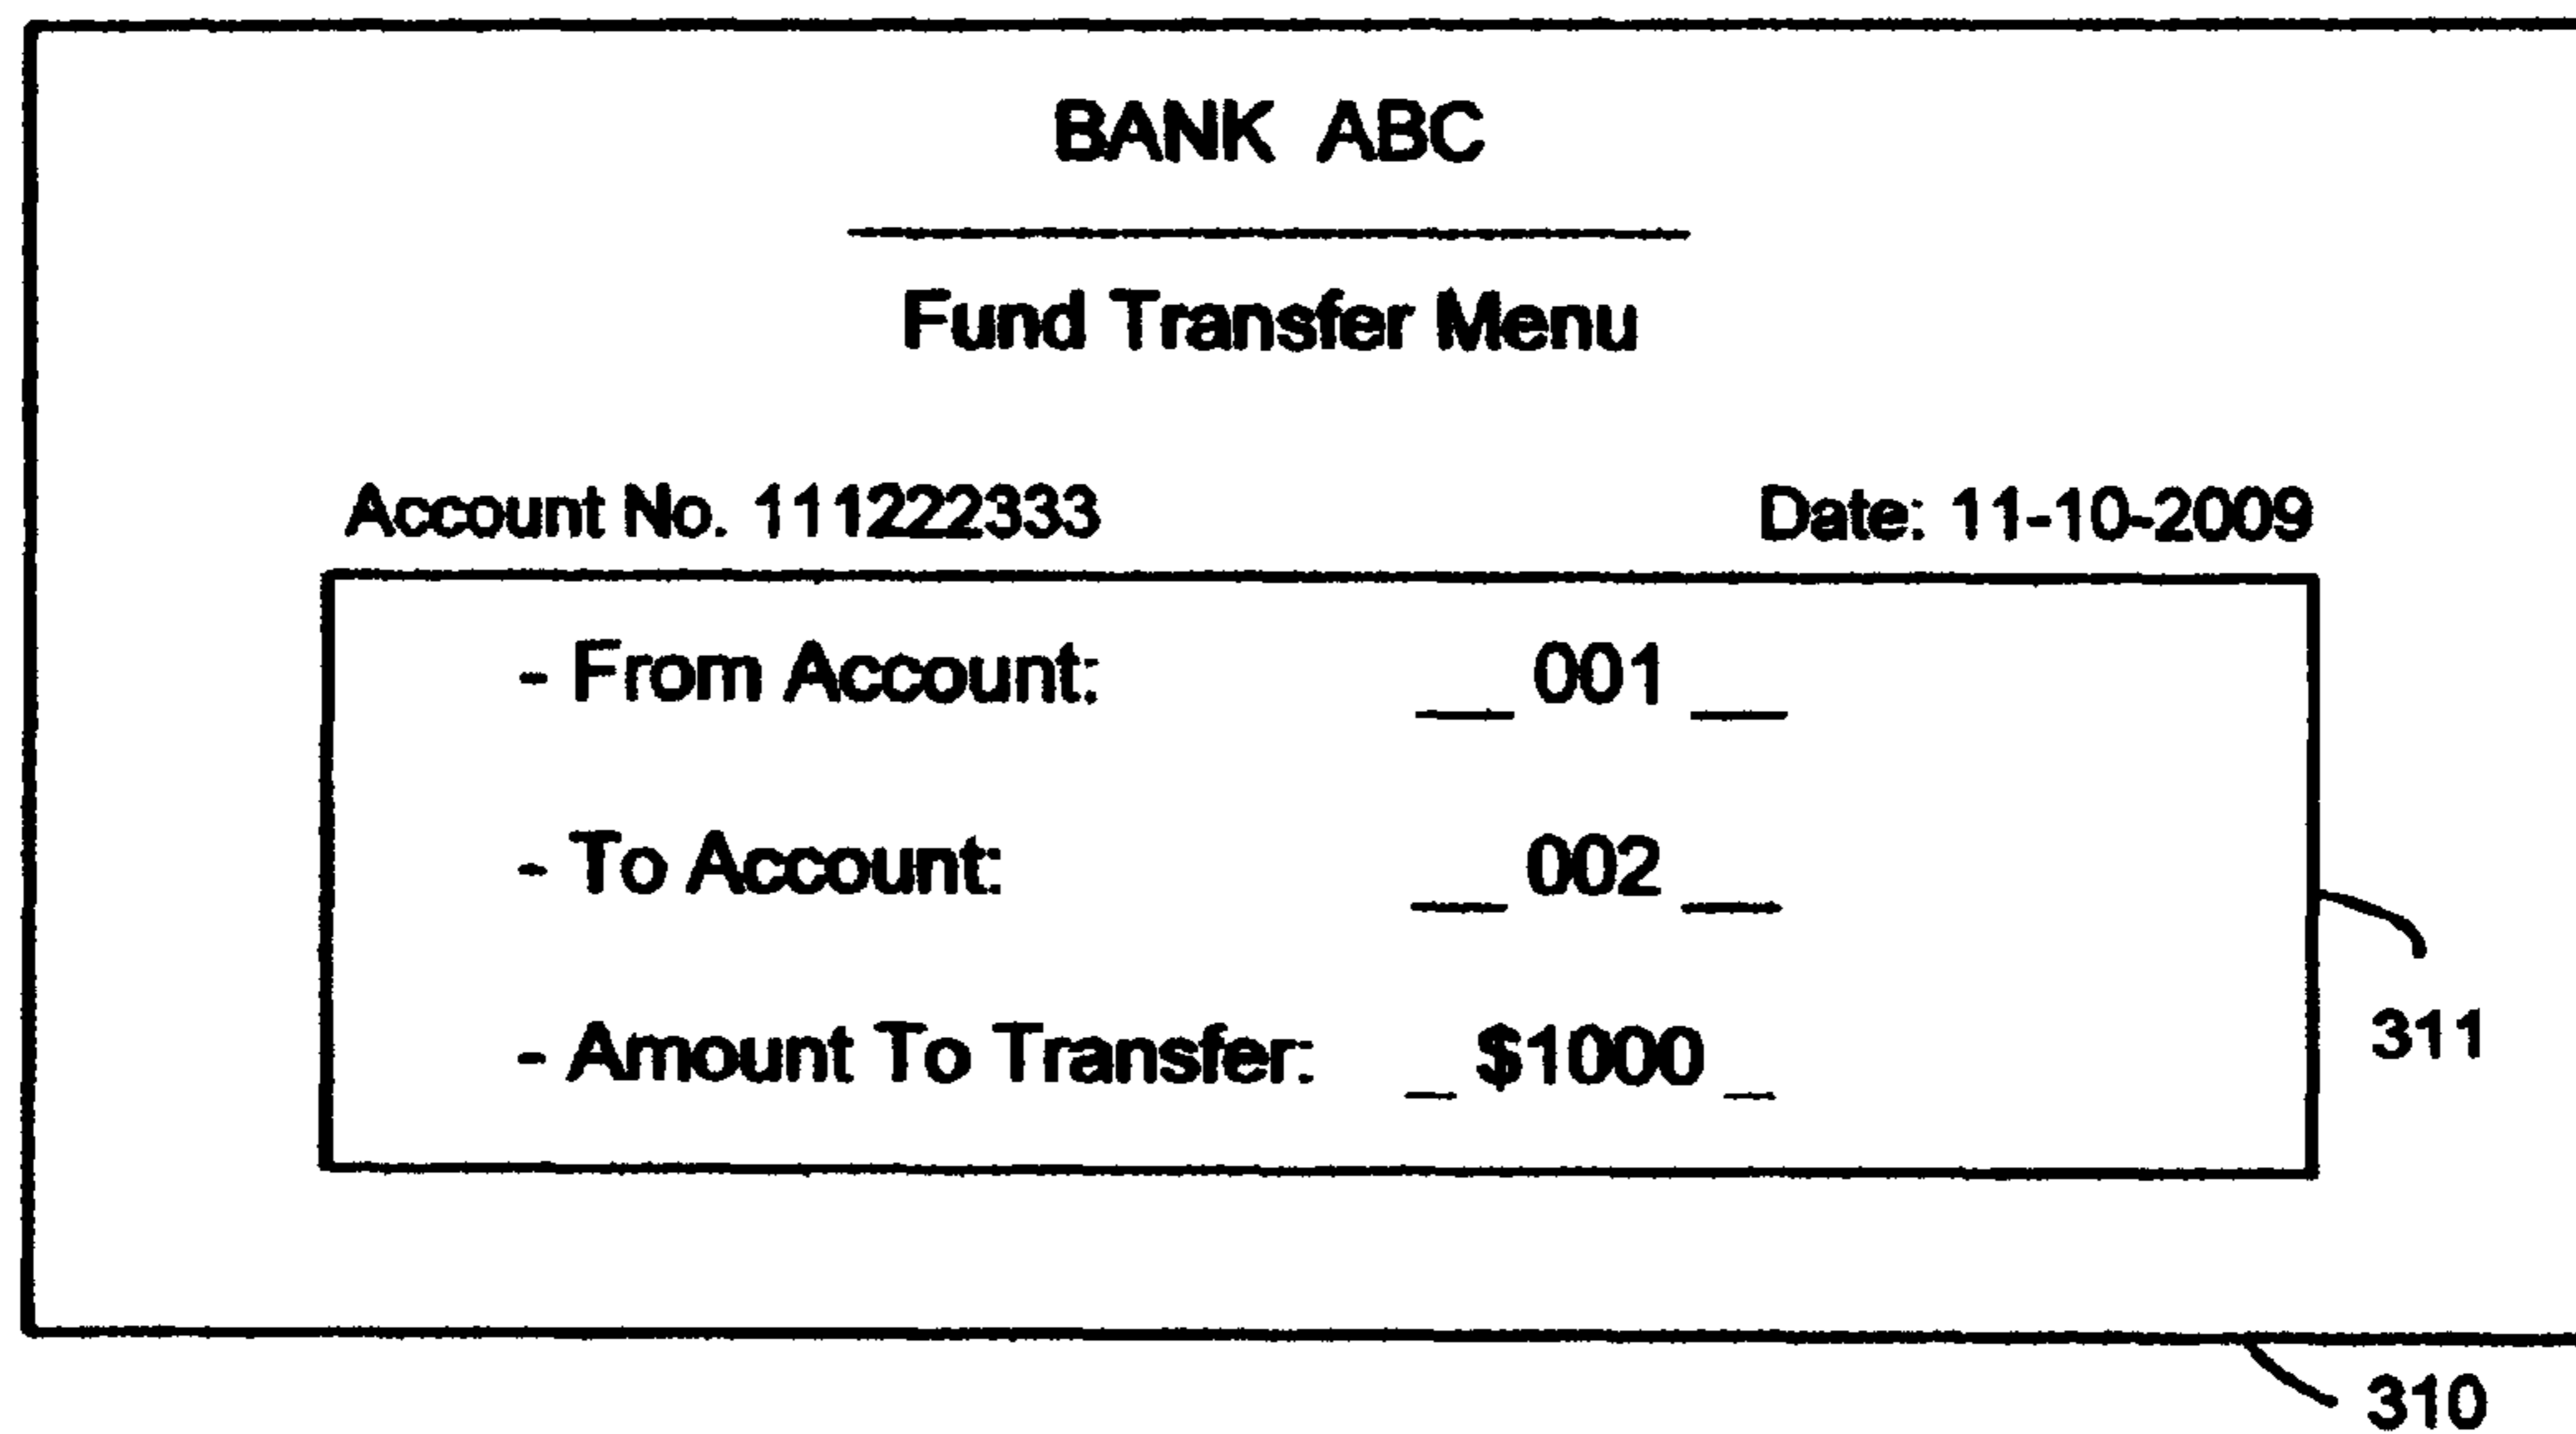 BANK ABC
Fund Transfer Menu
Account No. 111222333 Date: 11-10-2009
- From Account: __ 001 __
- To Account: __ 002 __
- Amount To Transfer: _ $1000 _
311
310